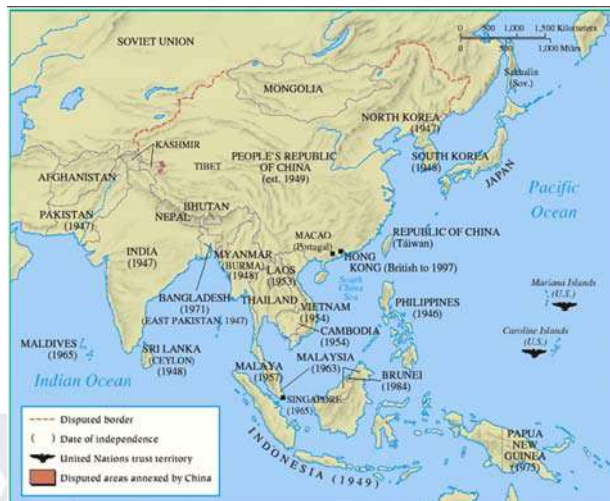 0 500 1,000 1,500 Kilometers
0 500 1,000 Miles
SOVIET UNION
Sakhalin
(Sov.)
MONGOLIA
NORTH KOREA
(1947)
KASHMIR
AFGHANISTAN
TIBET
PEOPLE'S REPUBLIC
OF CHINA
(est. 1949)
SOUTH KOREA
(1948)
JAPAN
Pacific
Ocean
PAKISTAN
(1947)
NEPAL
BHUTAN
INDIA
(1947)
MACAO
(Portugal)
REPUBLIC OF CHINA
(Taiwan)
MYANMAR
(BURMA)
(1948)
HONG
KONG (British to 1997)
LAOS
(1953)
South
China
Sea
Mariana Islands
(U.S.)
BANGLADESH
(1971)
(EAST PAKISTAN, 1947)
THAILAND
VIETNAM
(1954)
PHILIPPINES
(1946)
CAMBODIA
(1954)
Caroline Islands
(U.S.)
MALDIVES
(1965)
SRI LANKA
(CEYLON)
(1948)
MALAYA
(1957)
MALAYSIA
(1963)
BRUNEI
(1984)
Indian Ocean
SINGAPORE
(1965)
INDONESIA (1949)
PAPUA
NEW
GUINEA
(1975)
Disputed border
( ) Date of independence
United Nations trust territory
Disputed areas annexed by China